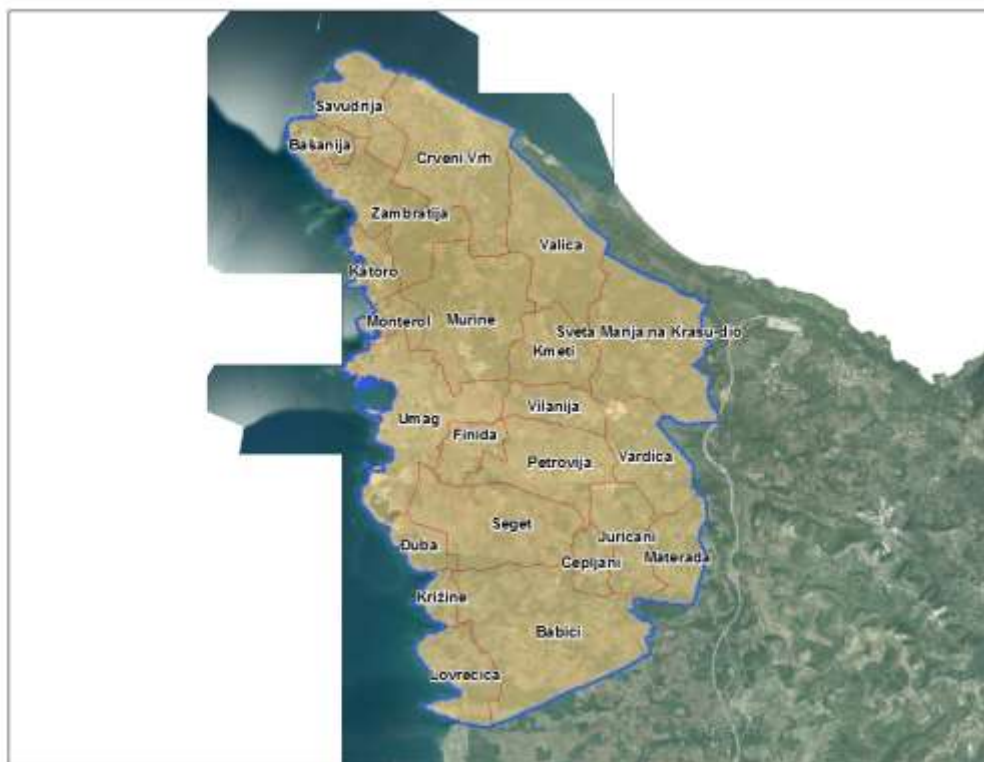 Savudrija
Bašanija
Crveni Vrh
Zambratija
Valica
Katoro
Monterol
Murine
Sveta Marija na Krasu-dio
Kmeti
Vilanija
Umag
Finida
Petrovija
Vardica
Seget
Juricani
Đuba
Cepljani
Materada
Križine
Babici
Lovrecica